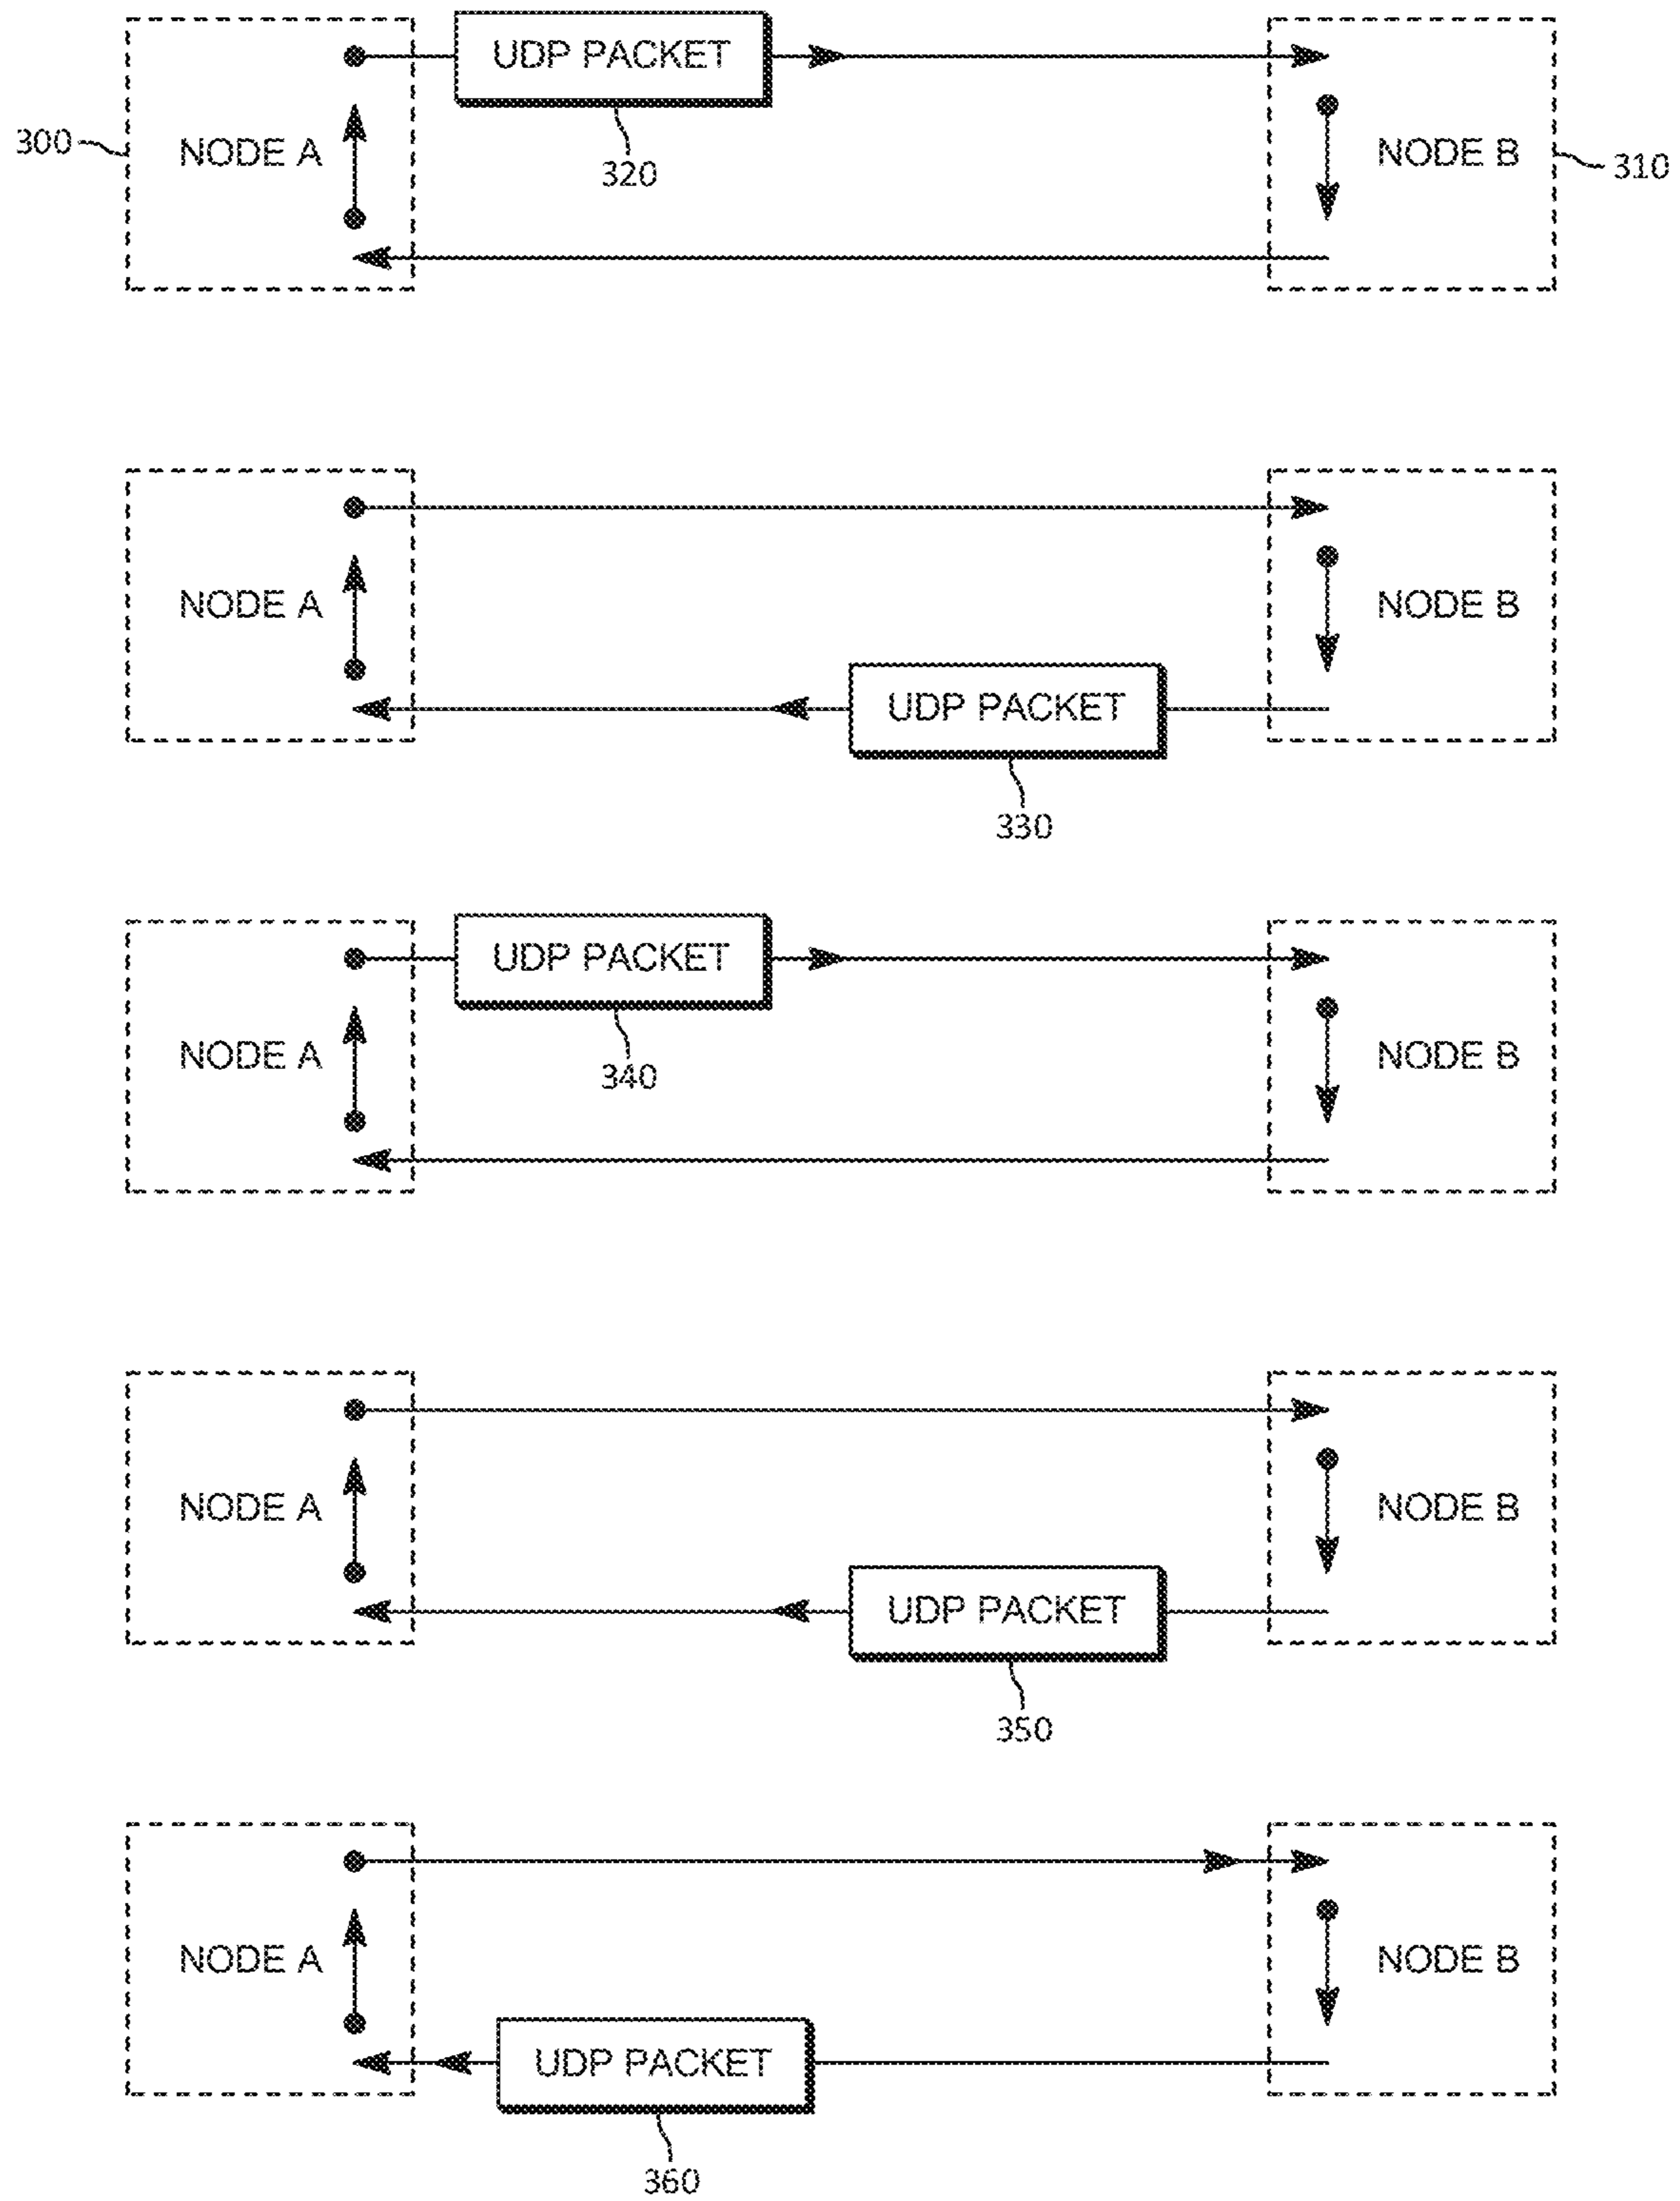 UDP PACKET
300
NODE A
320
NODE B
310
NODE A
NODE B
UDP PACKET
330
UDP PACKET
NODE A
340
NODE B
NODE A
NODE B
UDP PACKET
350
NODE A
NODE B
UDP PACKET
360